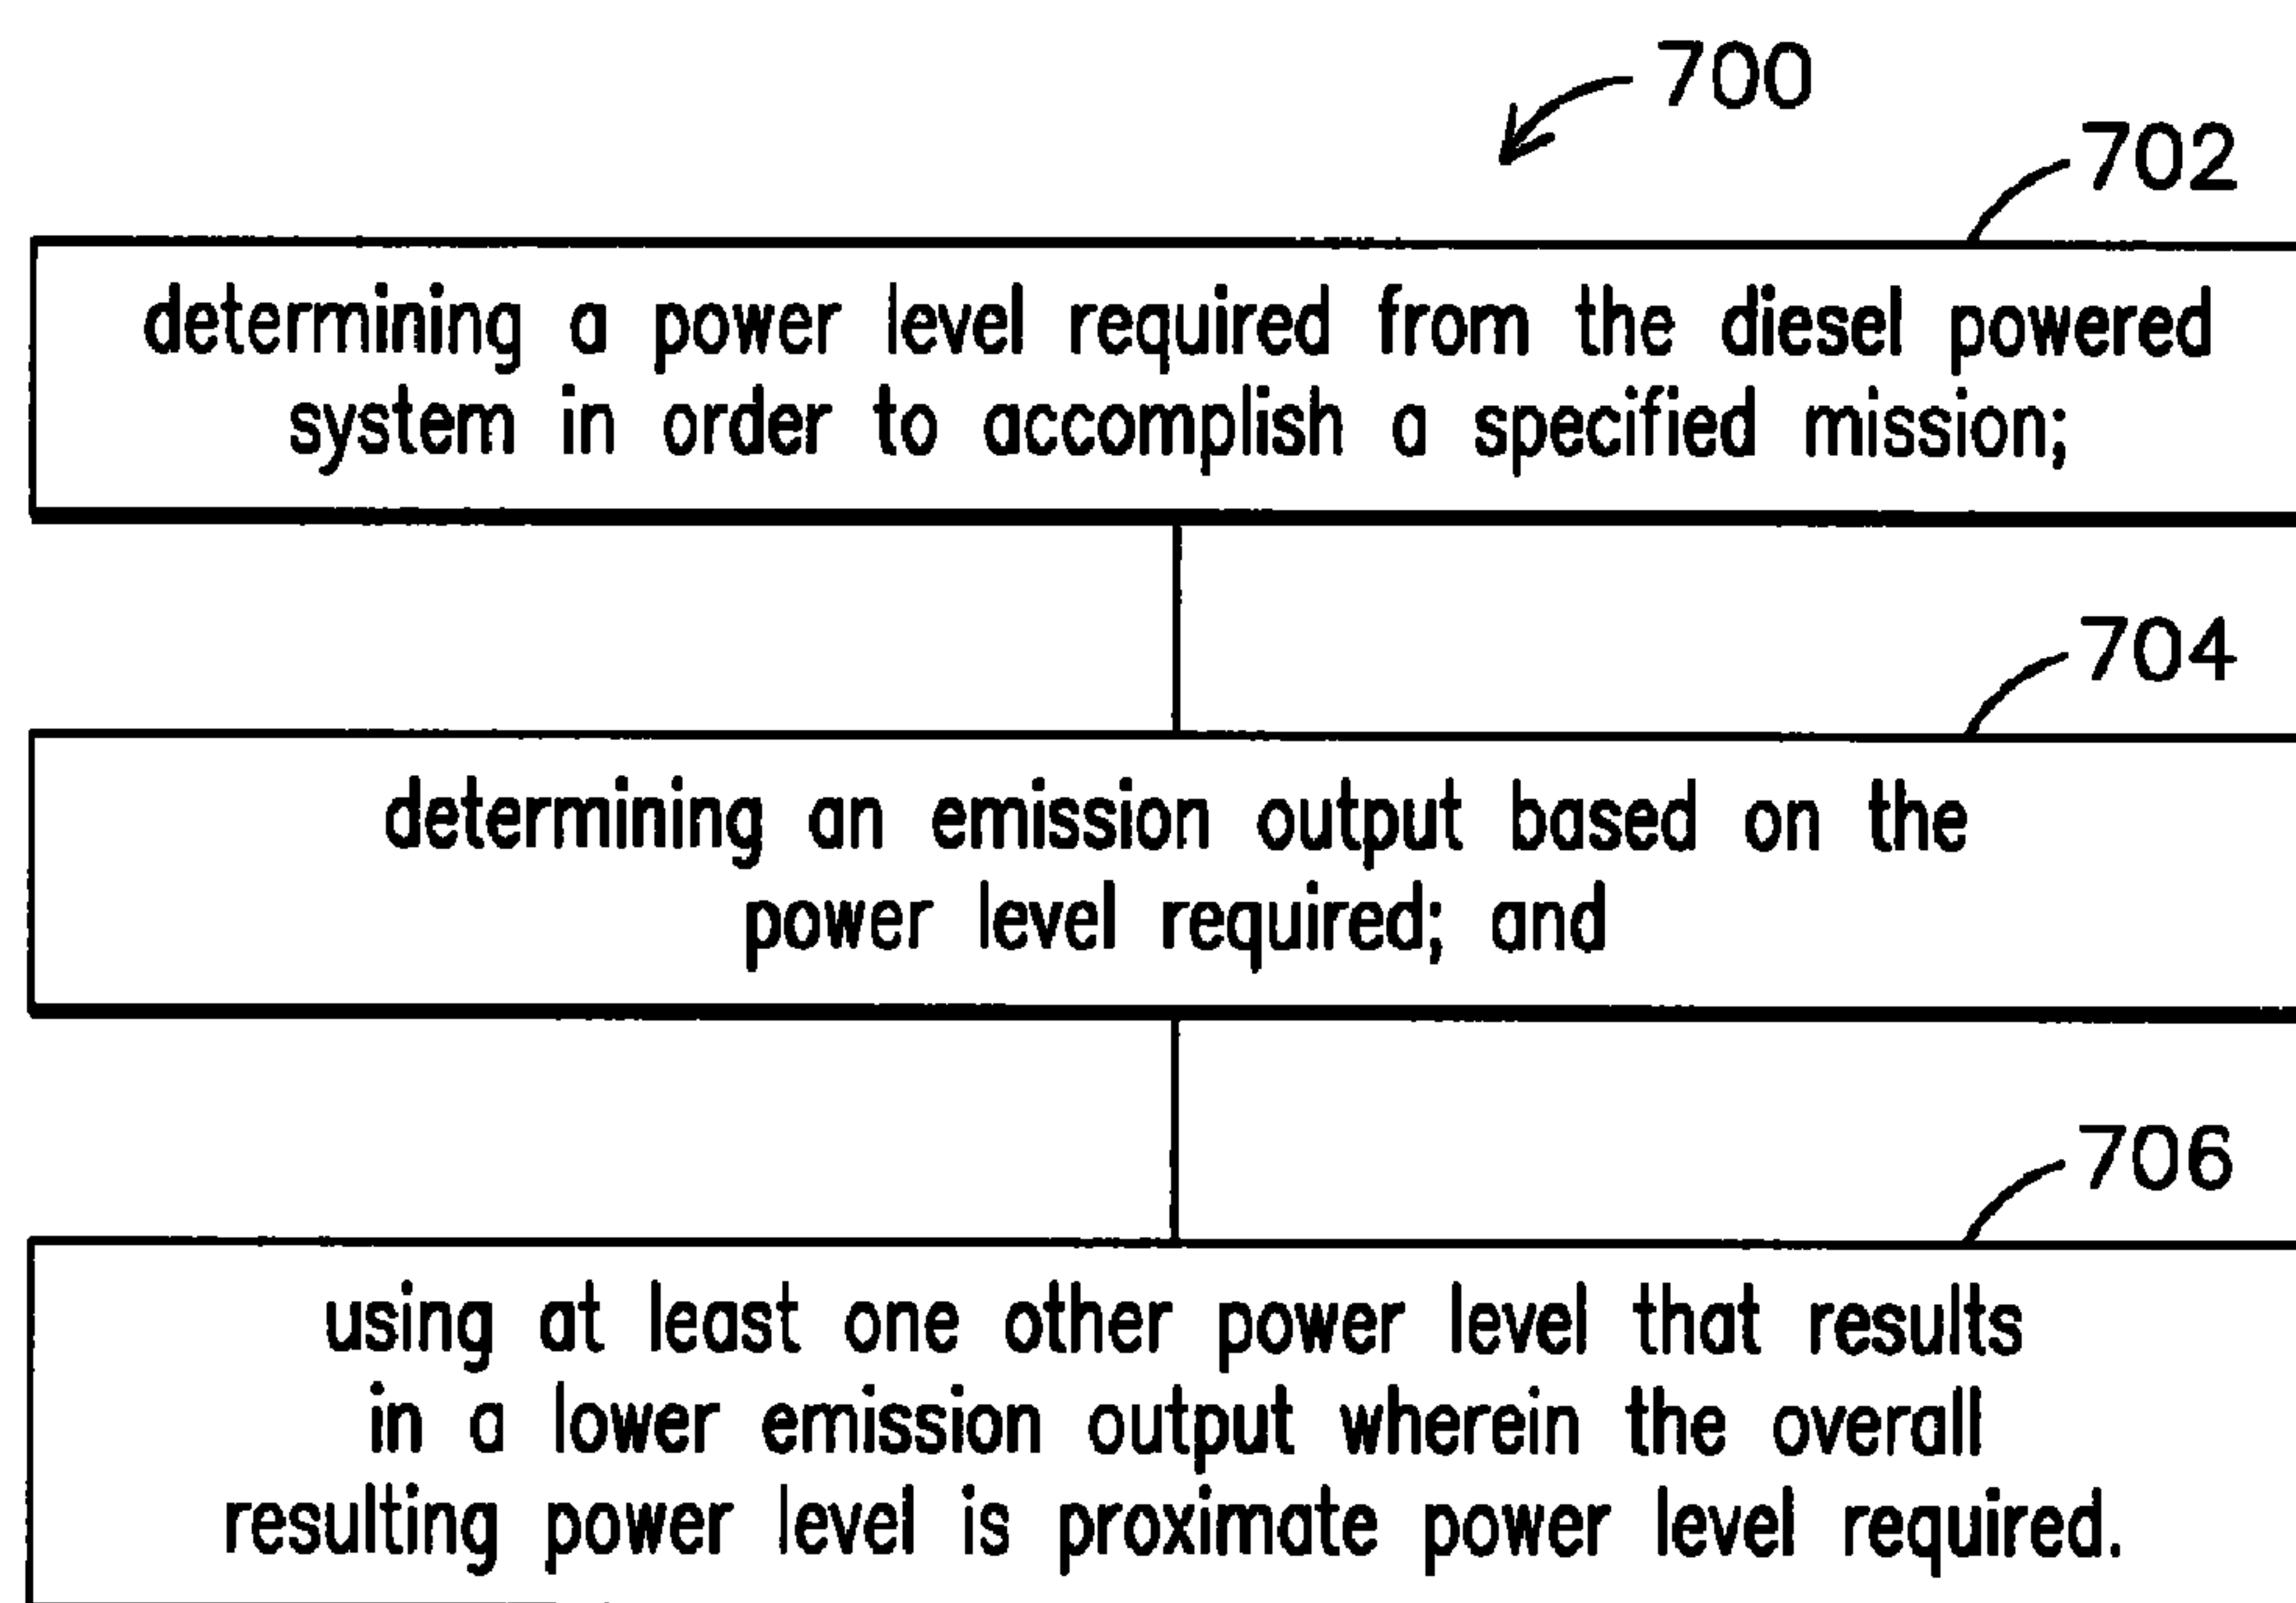 700
702
determining a power level required from the diesel powered
system in order to accomplish a specified mission;
704
determining an emission output based on the
power level required; and
706
using at least one other power level that results
in a lower emission output wherein the overall
resulting power level is proximate power level required.